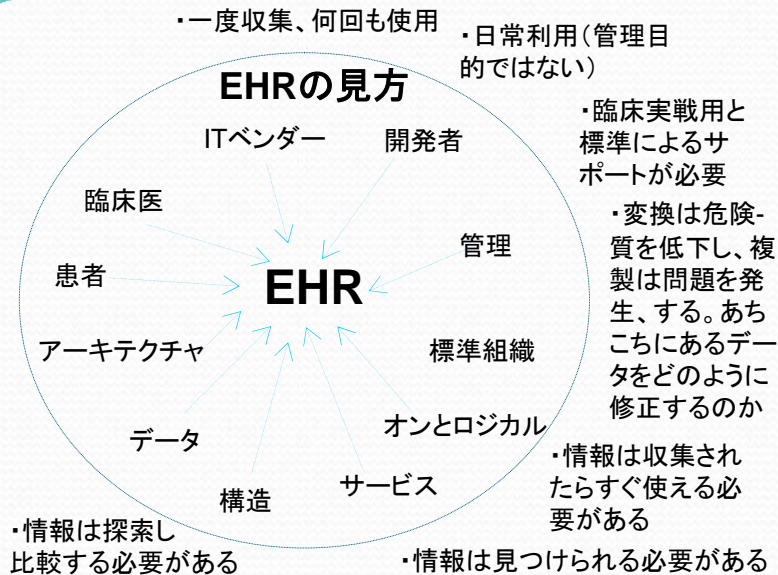 ・一度収集、何回も使用
・日常利用(管理目
的ではない)
EHRの見方
ITベンダー
開発者
・臨床実戦用と
標準によるサ
ポートが必要
臨床医
・変換は危険-
質を低下し、複
製は問題を発
生、する。あち
こちにあるデー
タをどのように
修正するのか
管理
患者
EHR
アーキテクチャ
標準組織
データ
オンとロジカル
構造
サービス
・情報は収集され
たらすぐ使える必
要がある
・情報は探索し
比較する必要がある
・情報は見つけられる必要がある